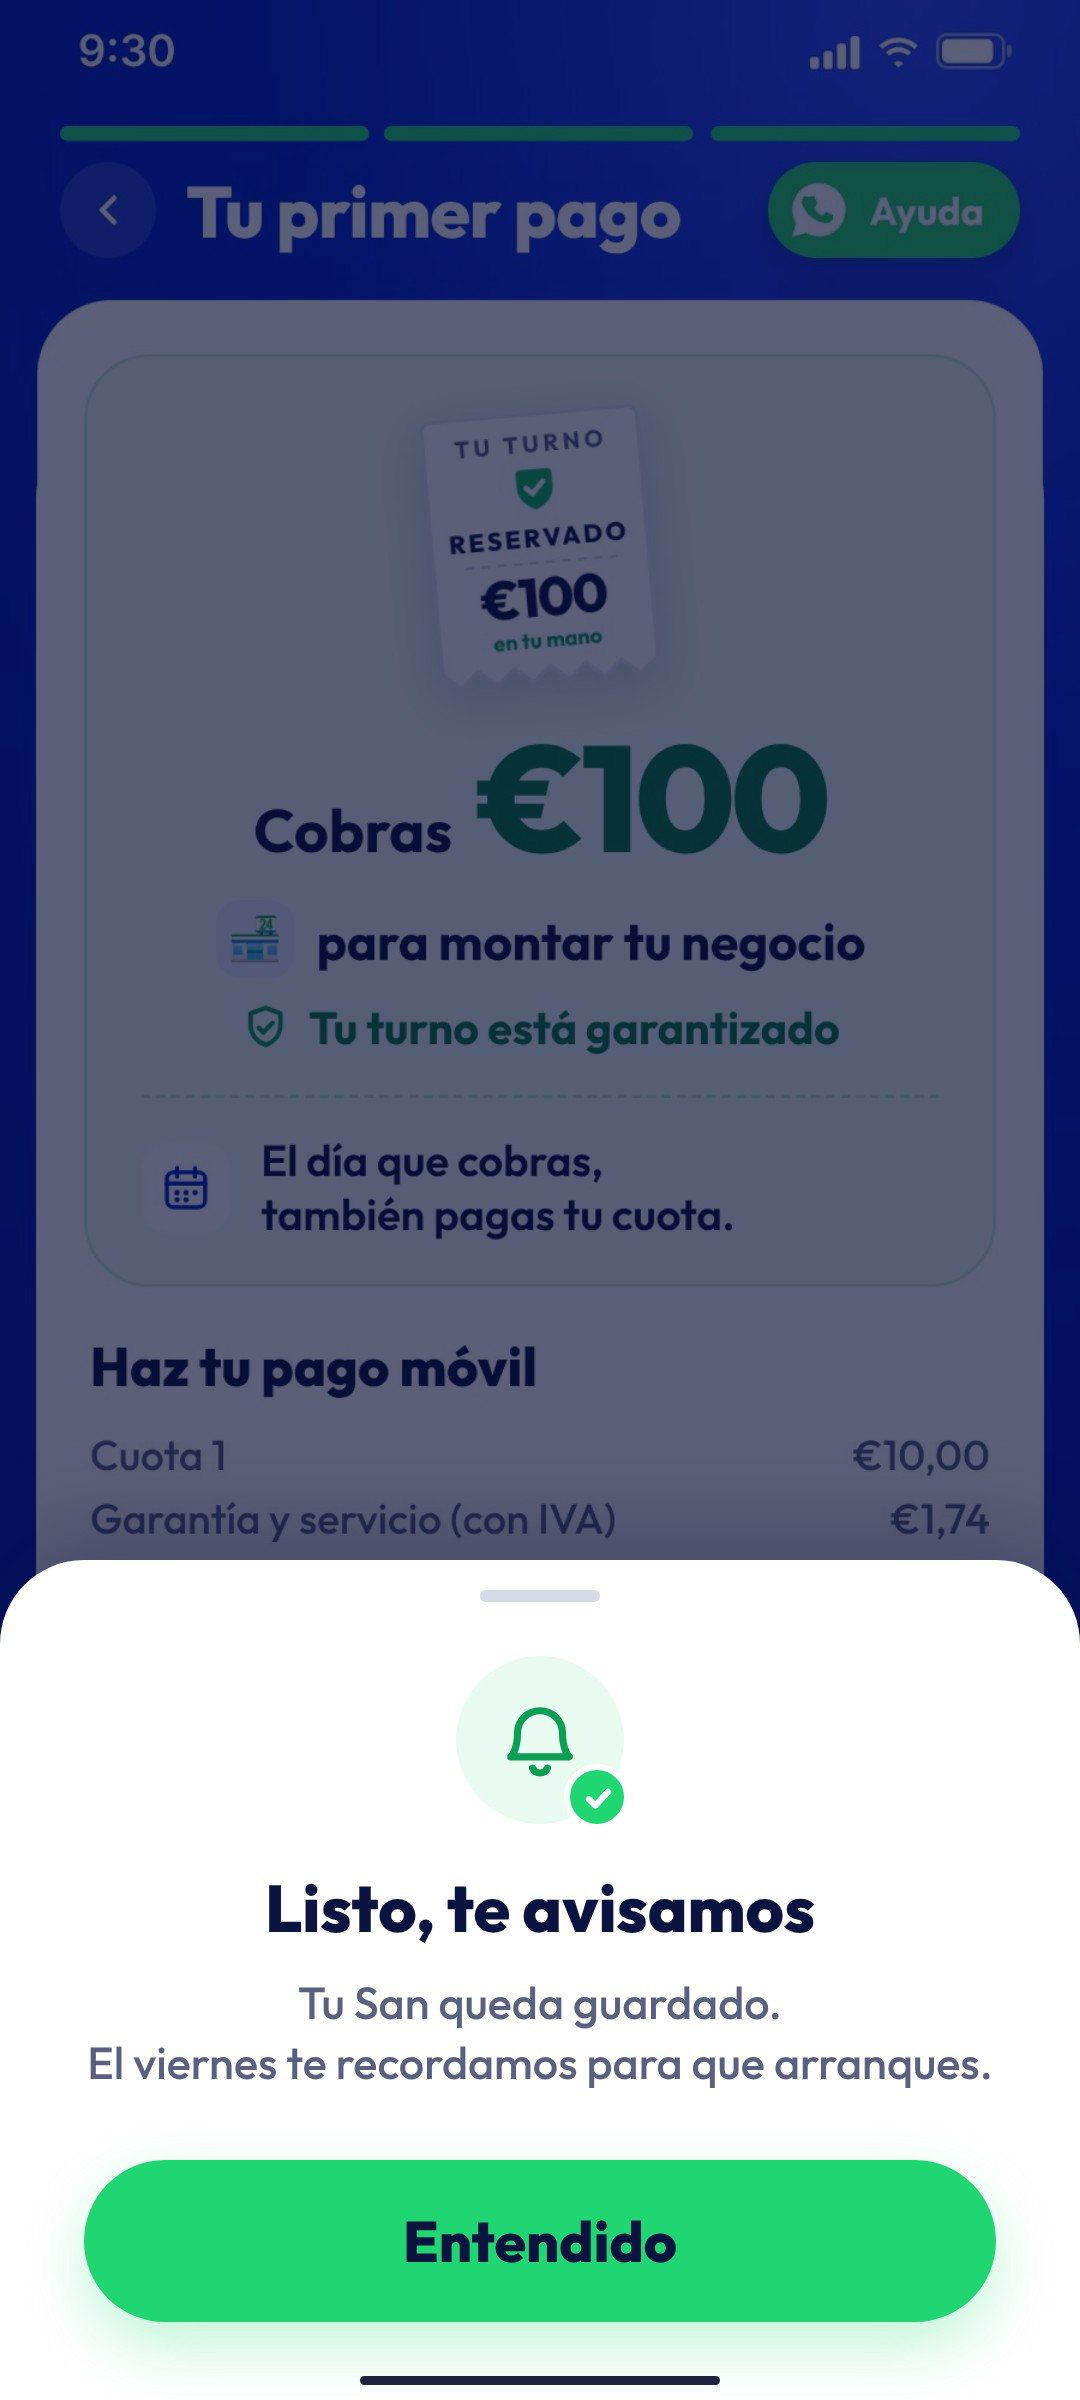 9:30
Tu primer pago
Ayuda
TU TURNO
RESERVADO
€100
en tu mano
Cobras €100
24
para montar tu negocio
Tu turno está garantizado
El día que cobras,
también pagas tu cuota.
Haz tu pago móvil
Cuota 1 €10,00
Garantía y servicio (con IVA) €1,74
Listo, te avisamos
Tu San queda guardado.
El viernes te recordamos para que arranques.
Entendido